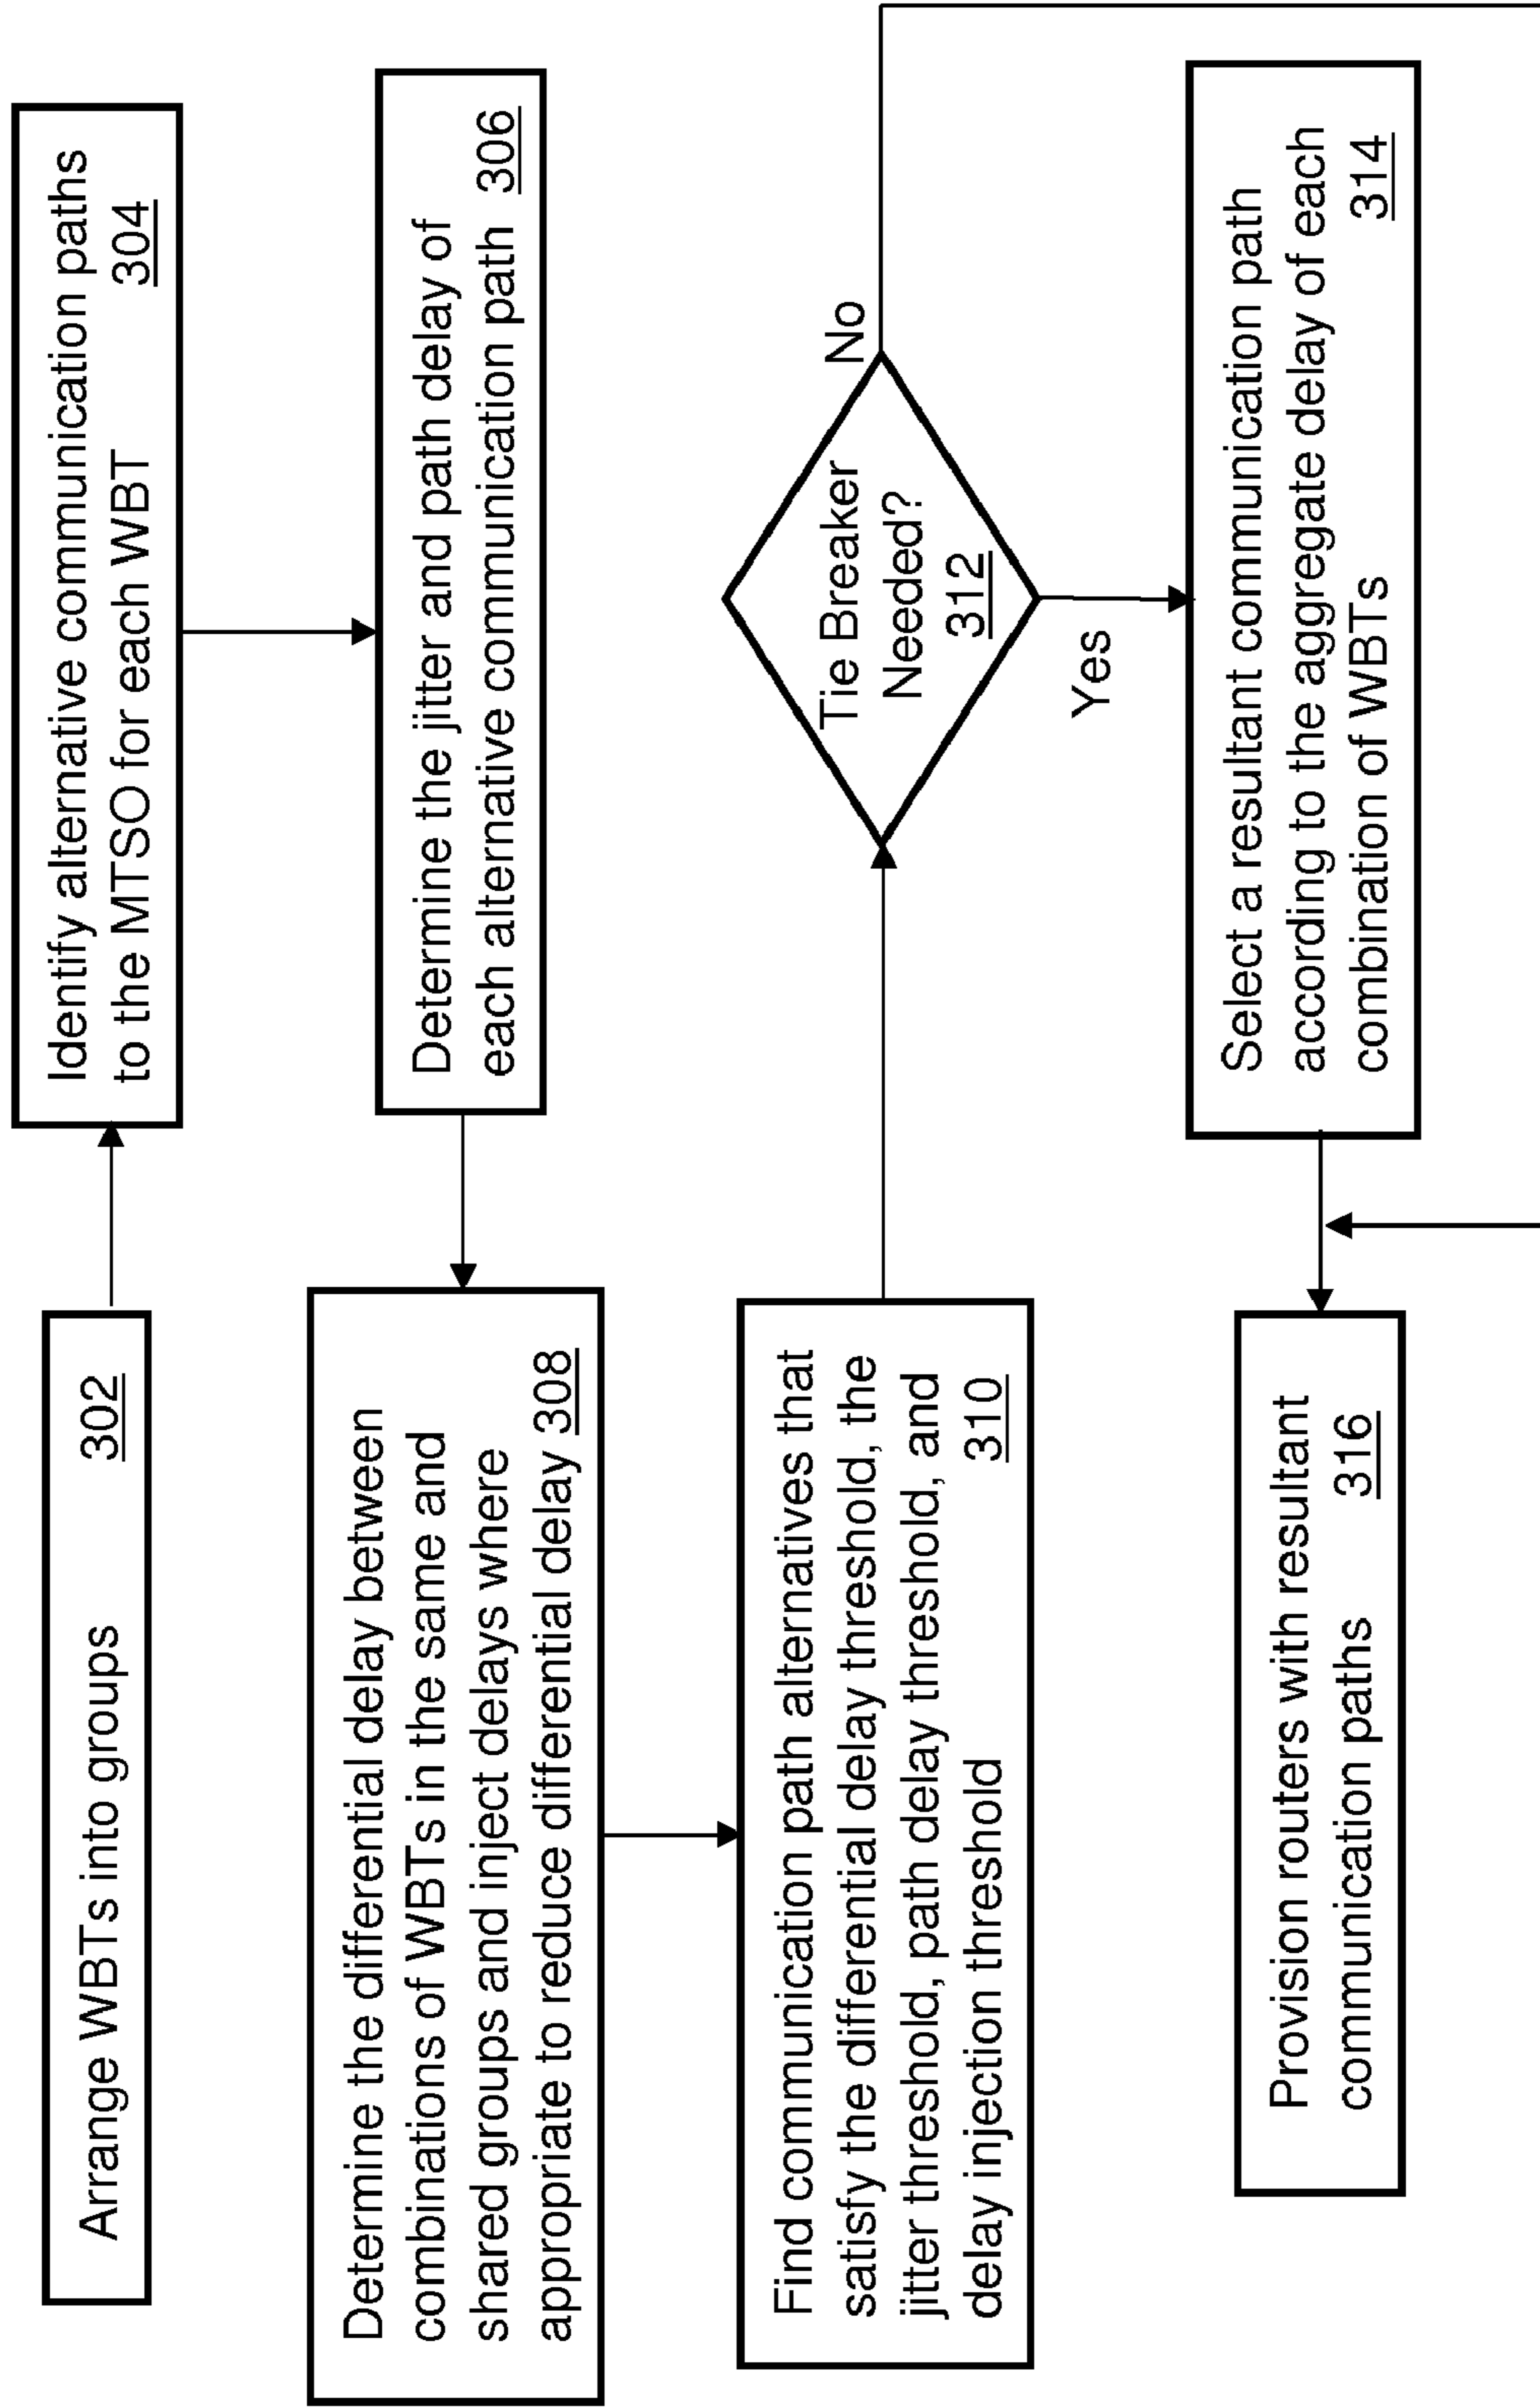 Arrange WBTs into groups 302
Identify alternative communication paths
to the MTSO for each WBT 304
Determine the jitter and path delay of
each alternative communication path 306
Determine the differential delay between
combinations of WBTs in the same and
shared groups and inject delays where
appropriate to reduce differential delay 308
Find communication path alternatives that
satisfy the differential delay threshold, the
jitter threshold, path delay threshold, and
delay injection threshold 310
Tie Breaker
Needed?
312
No
Yes
Select a resultant communication path
according to the aggregate delay of each
combination of WBTs 314
Provision routers with resultant
communication paths 316